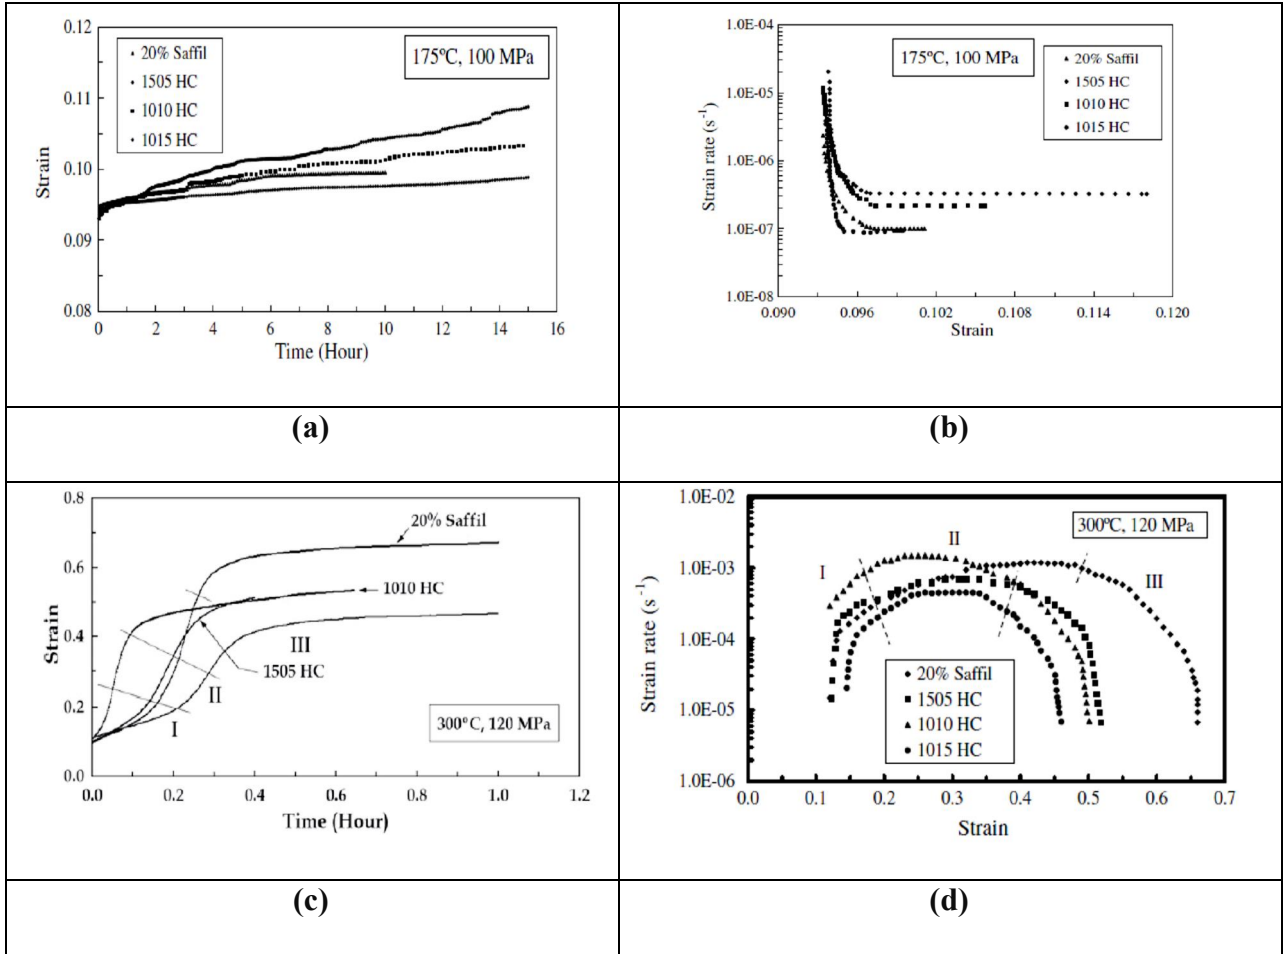 0.12
0.11
0.10
0.09
0.08
Strain
20% Saffil
1505 HC
1010 HC
1015 HC
175°C, 100 MPa
0 2 4 6 8 10 12 14 16
Time (Hour)
1.0E-04
1.0E-05
1.0E-06
1.0E-07
1.0E-08
Strain rate (s⁻¹)
175°C, 100 MPa
20% Saffil
1505 HC
1010 HC
1015 HC
0.090 0.096 0.102 0.108 0.114 0.120
Strain
(a)
(b)
0.8
0.6
0.4
0.2
0.0
Strain
20% Saffil
1010 HC
1505 HC
III
II
I
300°C, 120 MPa
0.0 0.2 0.4 0.6 0.8 1.0 1.2
Time (Hour)
1.0E-02
1.0E-03
1.0E-04
1.0E-05
1.0E-06
Strain rate (s⁻¹)
300°C, 120 MPa
I
II
III
20% Saffil
1505 HC
1010 HC
1015 HC
0.0 0.1 0.2 0.3 0.4 0.5 0.6 0.7
Strain
(c)
(d)